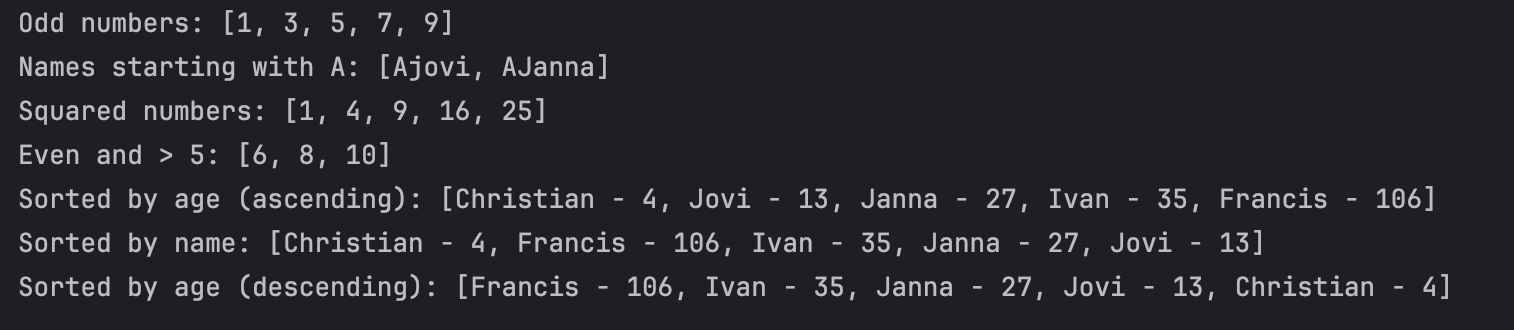 Odd numbers: [1, 3, 5, 7, 9]
Names starting with A: [Ajovi, AJanna]
Squared numbers: [1, 4, 9, 16, 25]
Even and > 5: [6, 8, 10]
Sorted by age (ascending): [Christian - 4, Jovi - 13, Janna - 27, Ivan - 35, Francis - 106]
Sorted by name: [Christian - 4, Francis - 106, Ivan - 35, Janna - 27, Jovi - 13]
Sorted by age (descending): [Francis - 106, Ivan - 35, Janna - 27, Jovi - 13, Christian - 4]